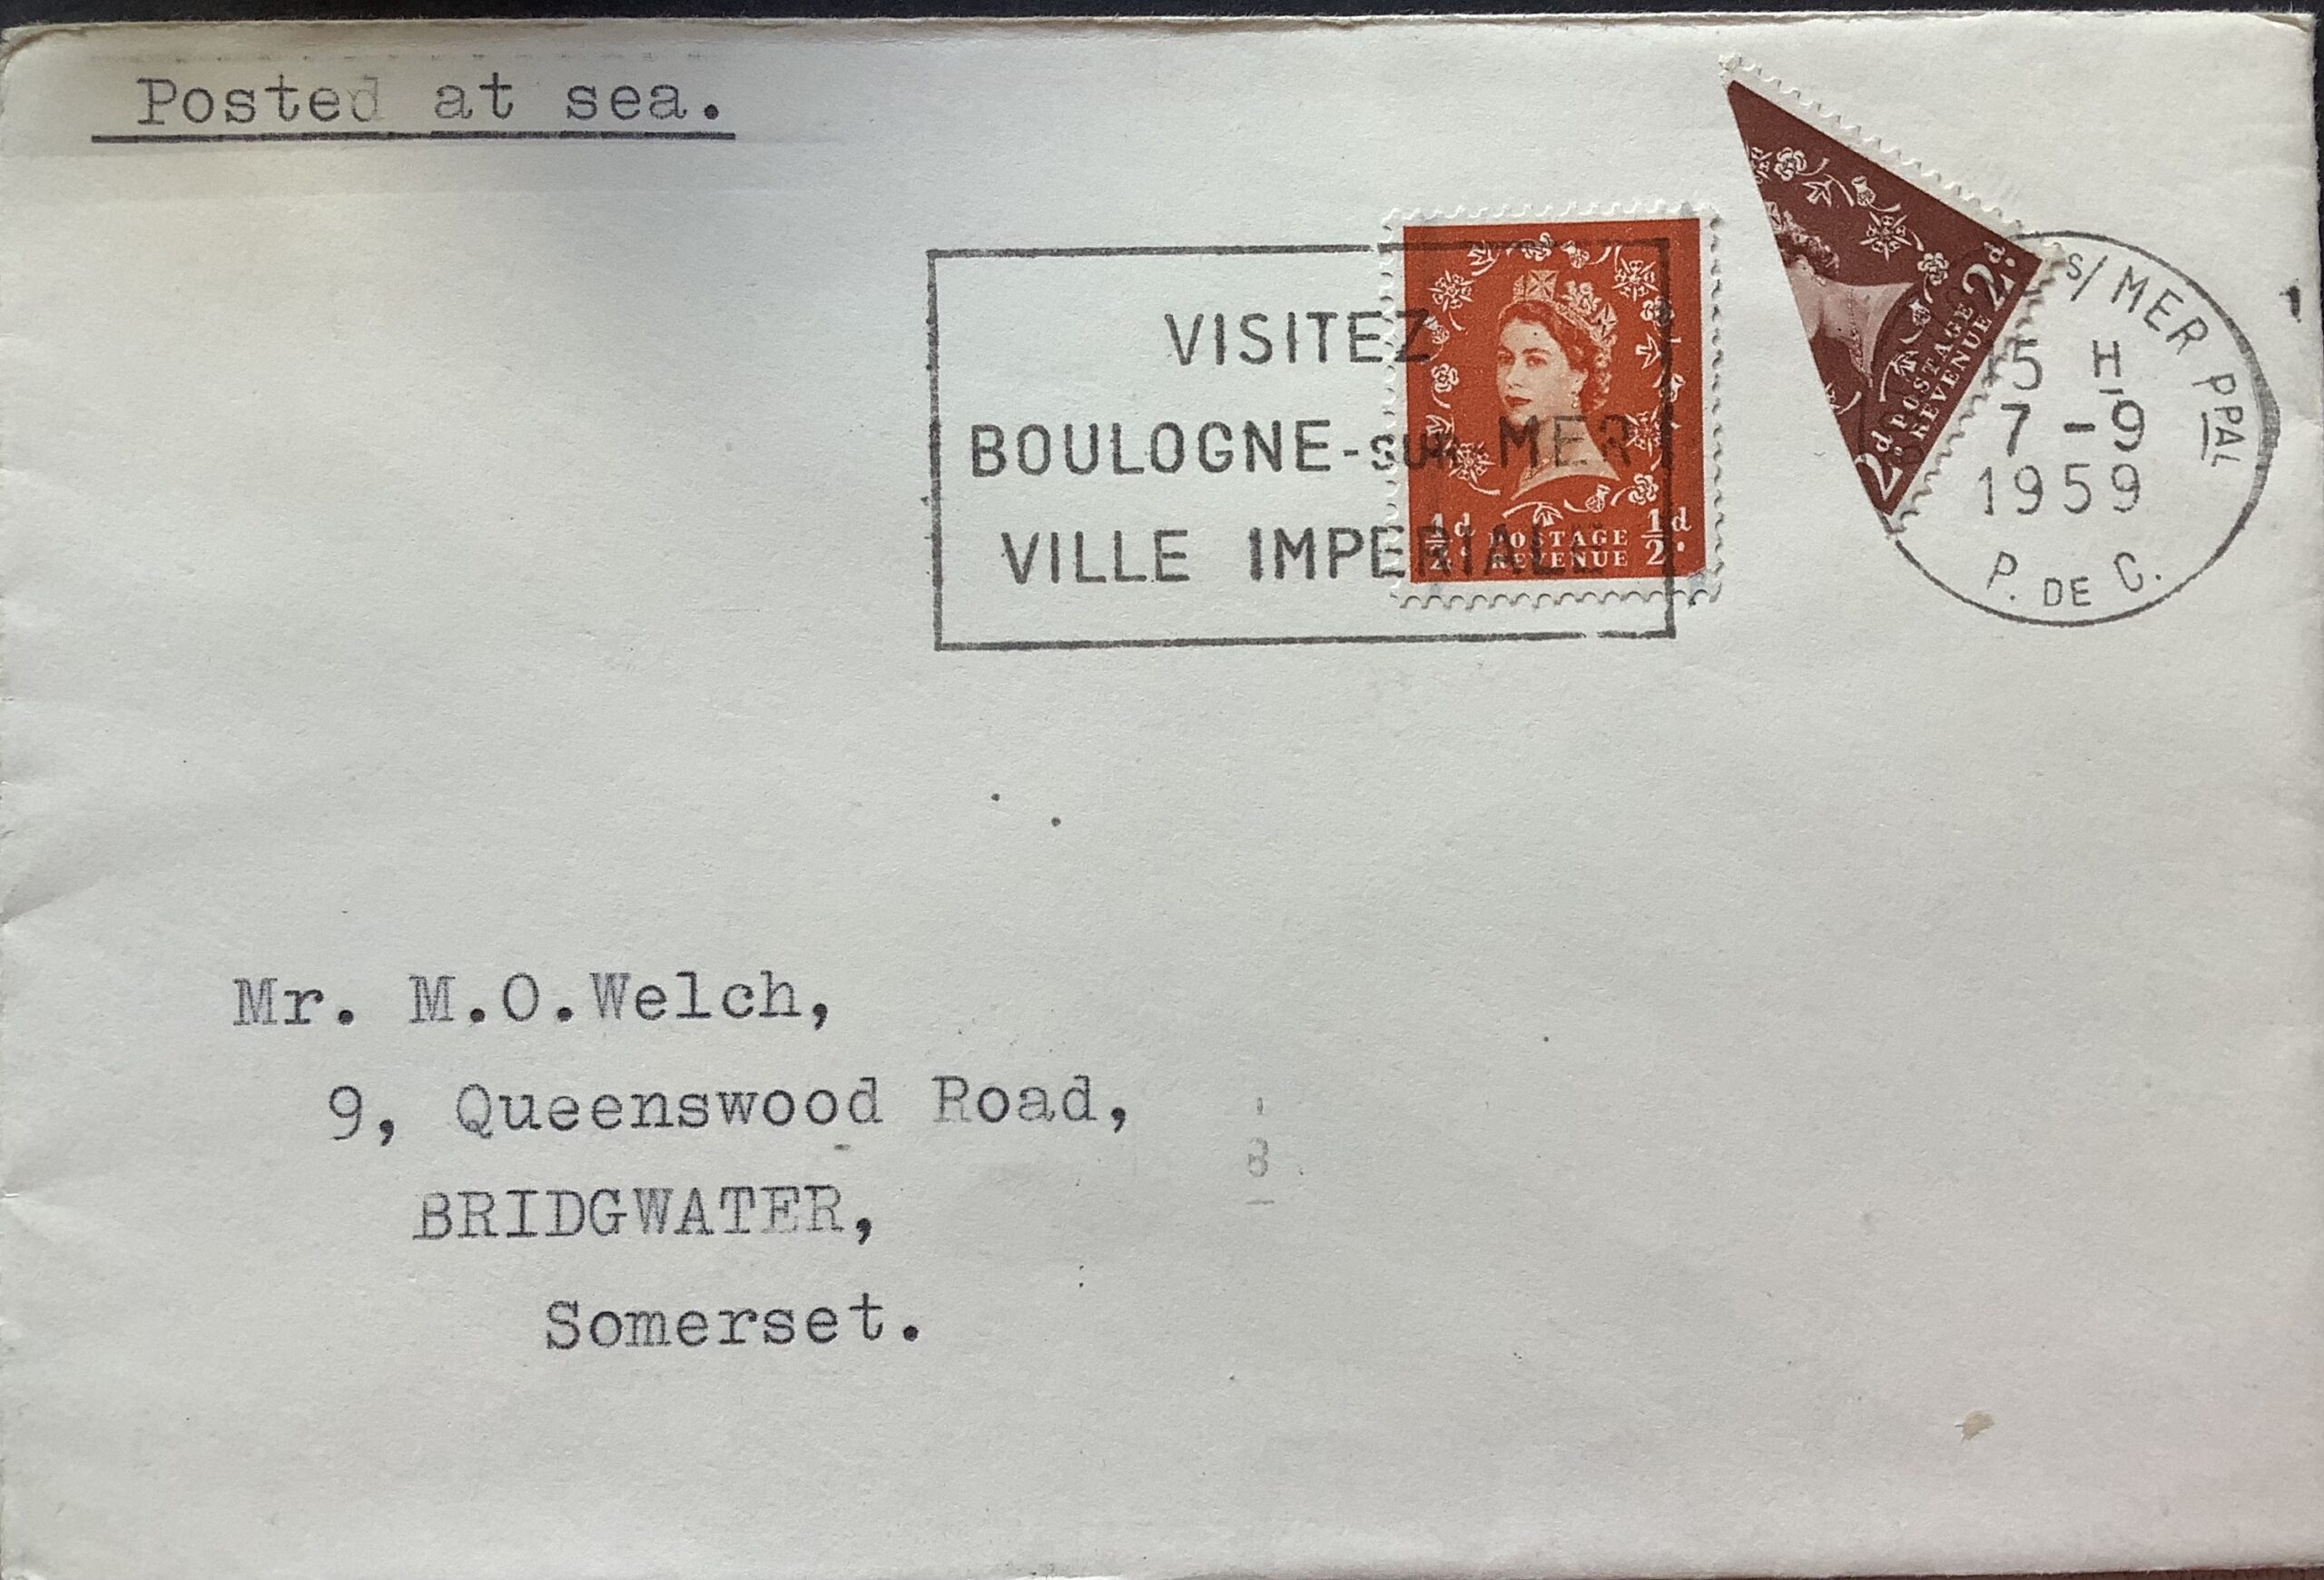 Posted at sea.
VISITEZ
BOULOGNE-sur MER
VILLE IMPERIALE
½d. POSTAGE ½d.
REVENUE
2d. POSTAGE 2d.
REVENUE
S/ MER PPAL
5 H
7 - 9
1959
P. DE C.
Mr. M.O.Welch,
9, Queenswood Road,
BRIDGWATER,
Somerset.